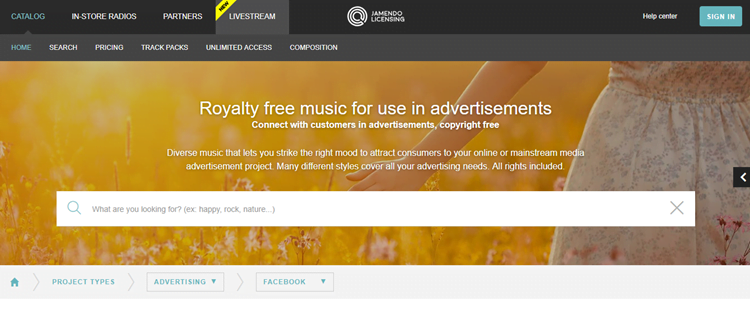 CATALOG IN-STORE RADIOS PARTNERS NEW LIVESTREAM JAMENDO LICENSING Help center SIGN IN
HOME SEARCH PRICING TRACK PACKS UNLIMITED ACCESS COMPOSITION
Royalty free music for use in advertisements
Connect with customers in advertisements, copyright free
Diverse music that lets you strike the right mood to attract consumers to your online or mainstream media
advertisement project. Many different styles cover all your advertising needs. All rights included.
What are you looking for? (ex: happy, rock, nature...)
PROJECT TYPES ADVERTISING ▼ FACEBOOK ▼